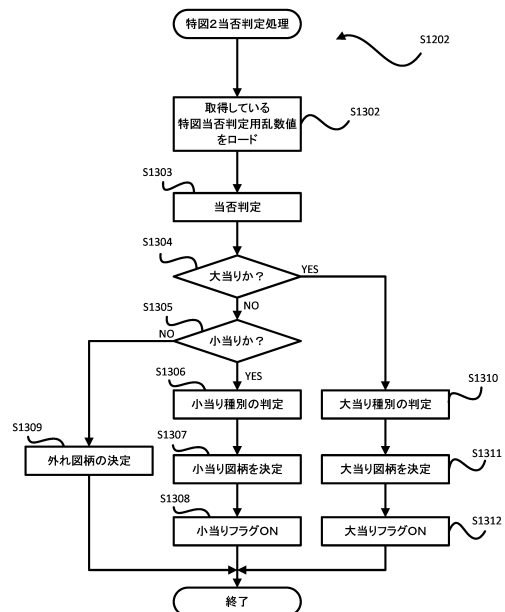 特図2当否判定処理
S1202
取得している
特図当否判定用乱数値
をロード
S1302
S1303
当否判定
S1304
大当りか？
YES
NO
S1305
小当りか？
NO
YES
S1306
小当り種別の判定
S1310
大当り種別の判定
S1309
外れ図柄の決定
S1307
小当り図柄を決定
S1311
大当り図柄を決定
S1308
小当りフラグON
S1312
大当りフラグON
終了